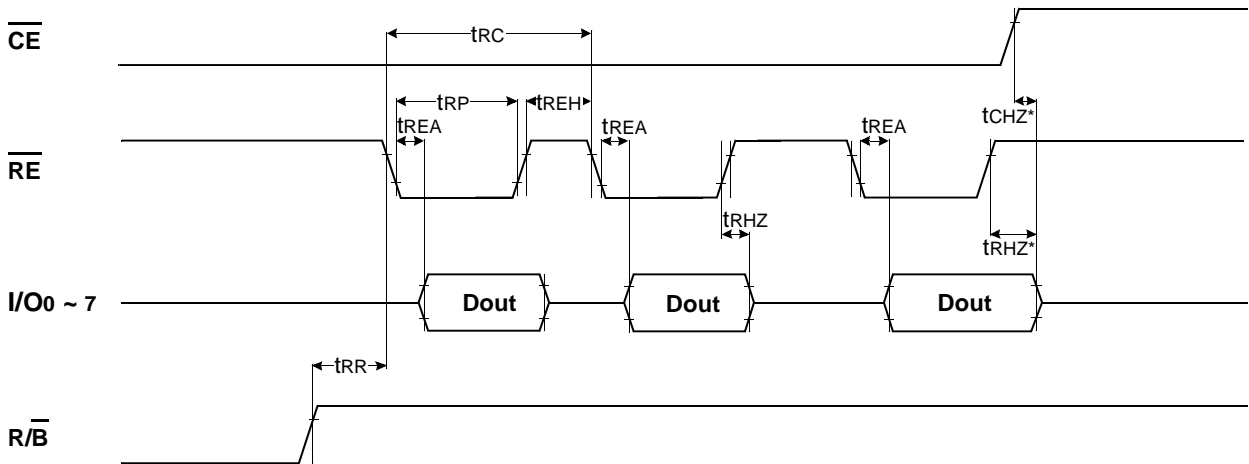 CE
tRC
tRP
tREH
tCHZ*
tREA
tREA
tREA
RE
tRHZ
tRHZ*
I/O0 ~ 7
Dout
Dout
Dout
tRR
R/B